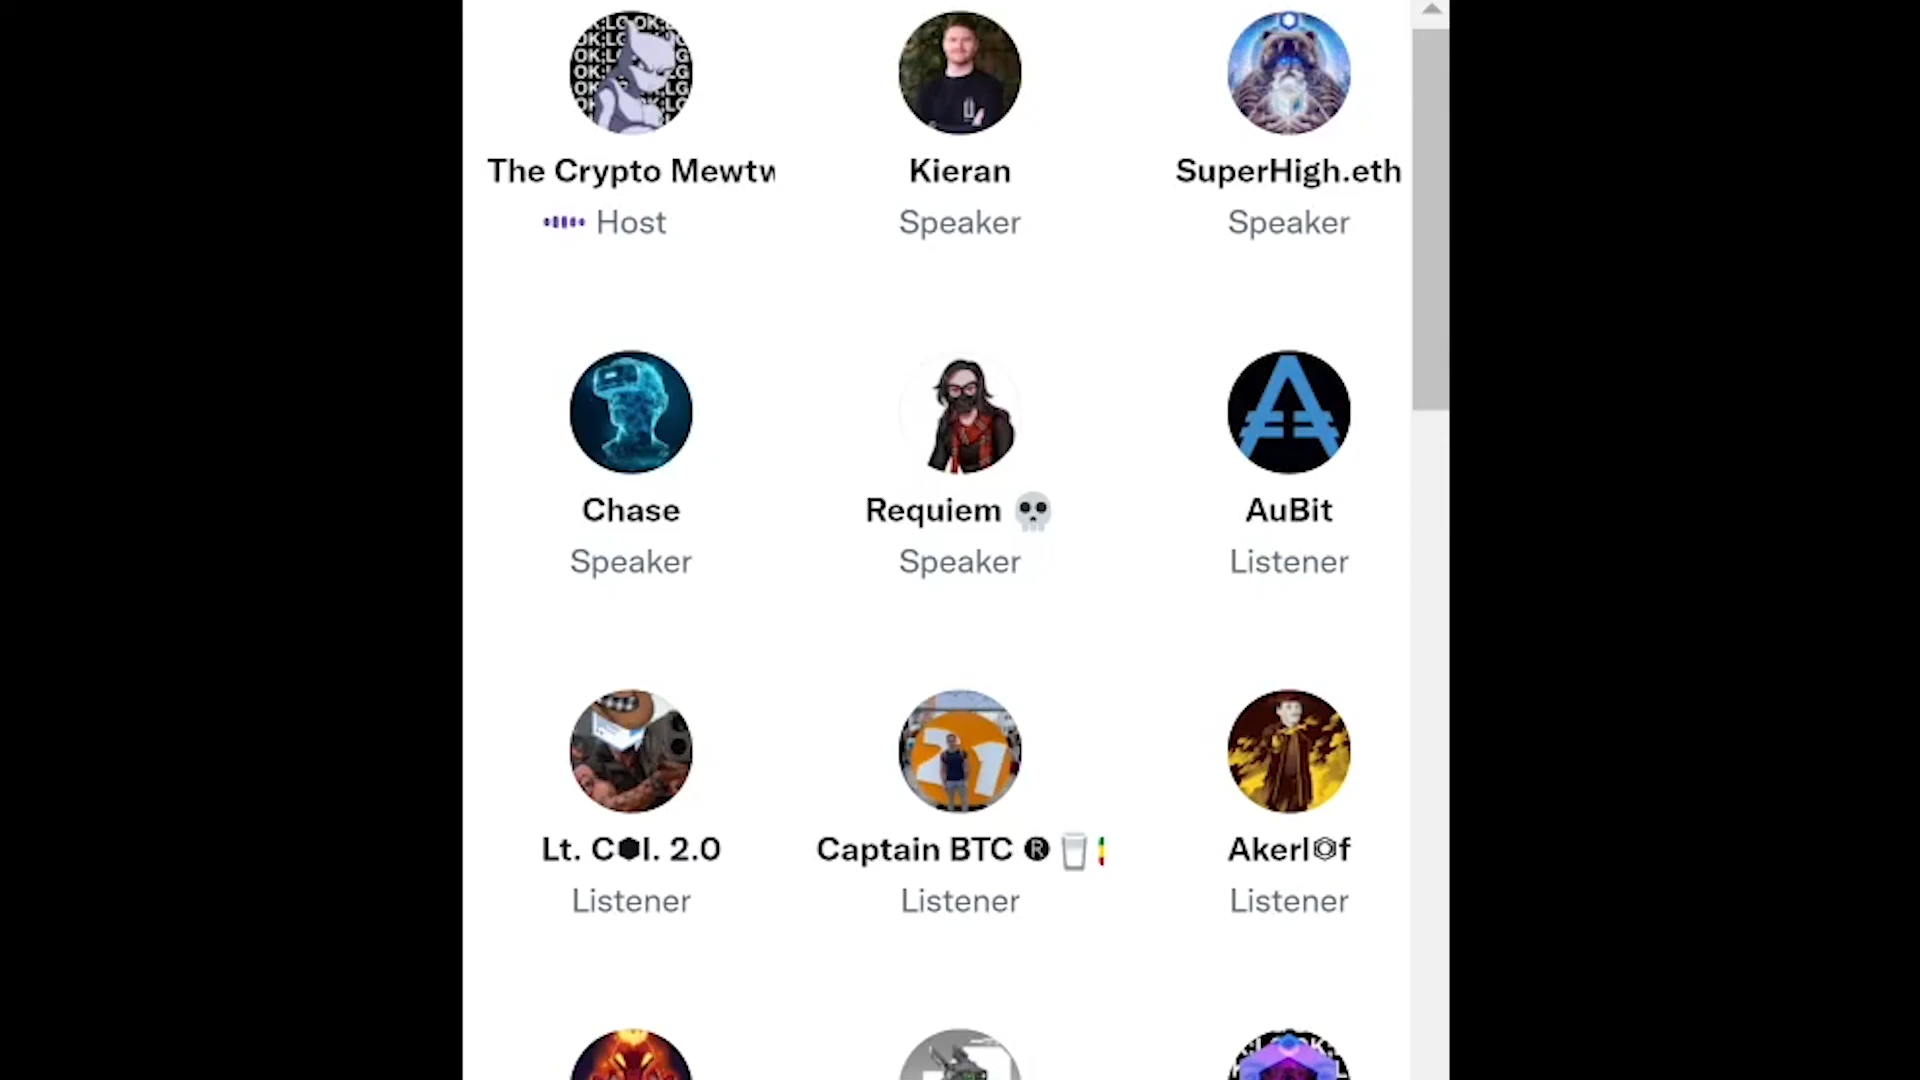 The Crypto Mewtw
Kieran
SuperHigh.eth
Host
Speaker
Speaker
Chase
Requiem 💀
AuBit
Speaker
Speaker
Listener
Lt. C⬢l. 2.0
Captain BTC 🅡 🥛
Akerl⌬f
Listener
Listener
Listener